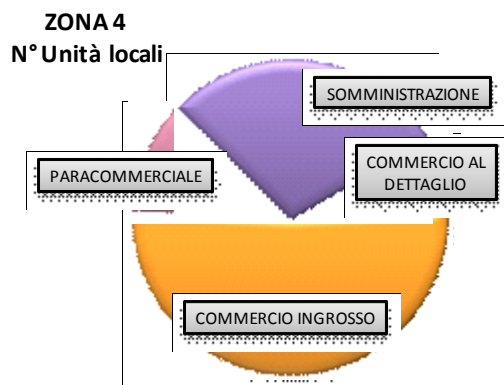 ZONA 4
N° Unità locali
SOMMINISTRAZIONE
PARACOMMERCIALE
COMMERCIO AL
DETTAGLIO
COMMERCIO INGROSSO